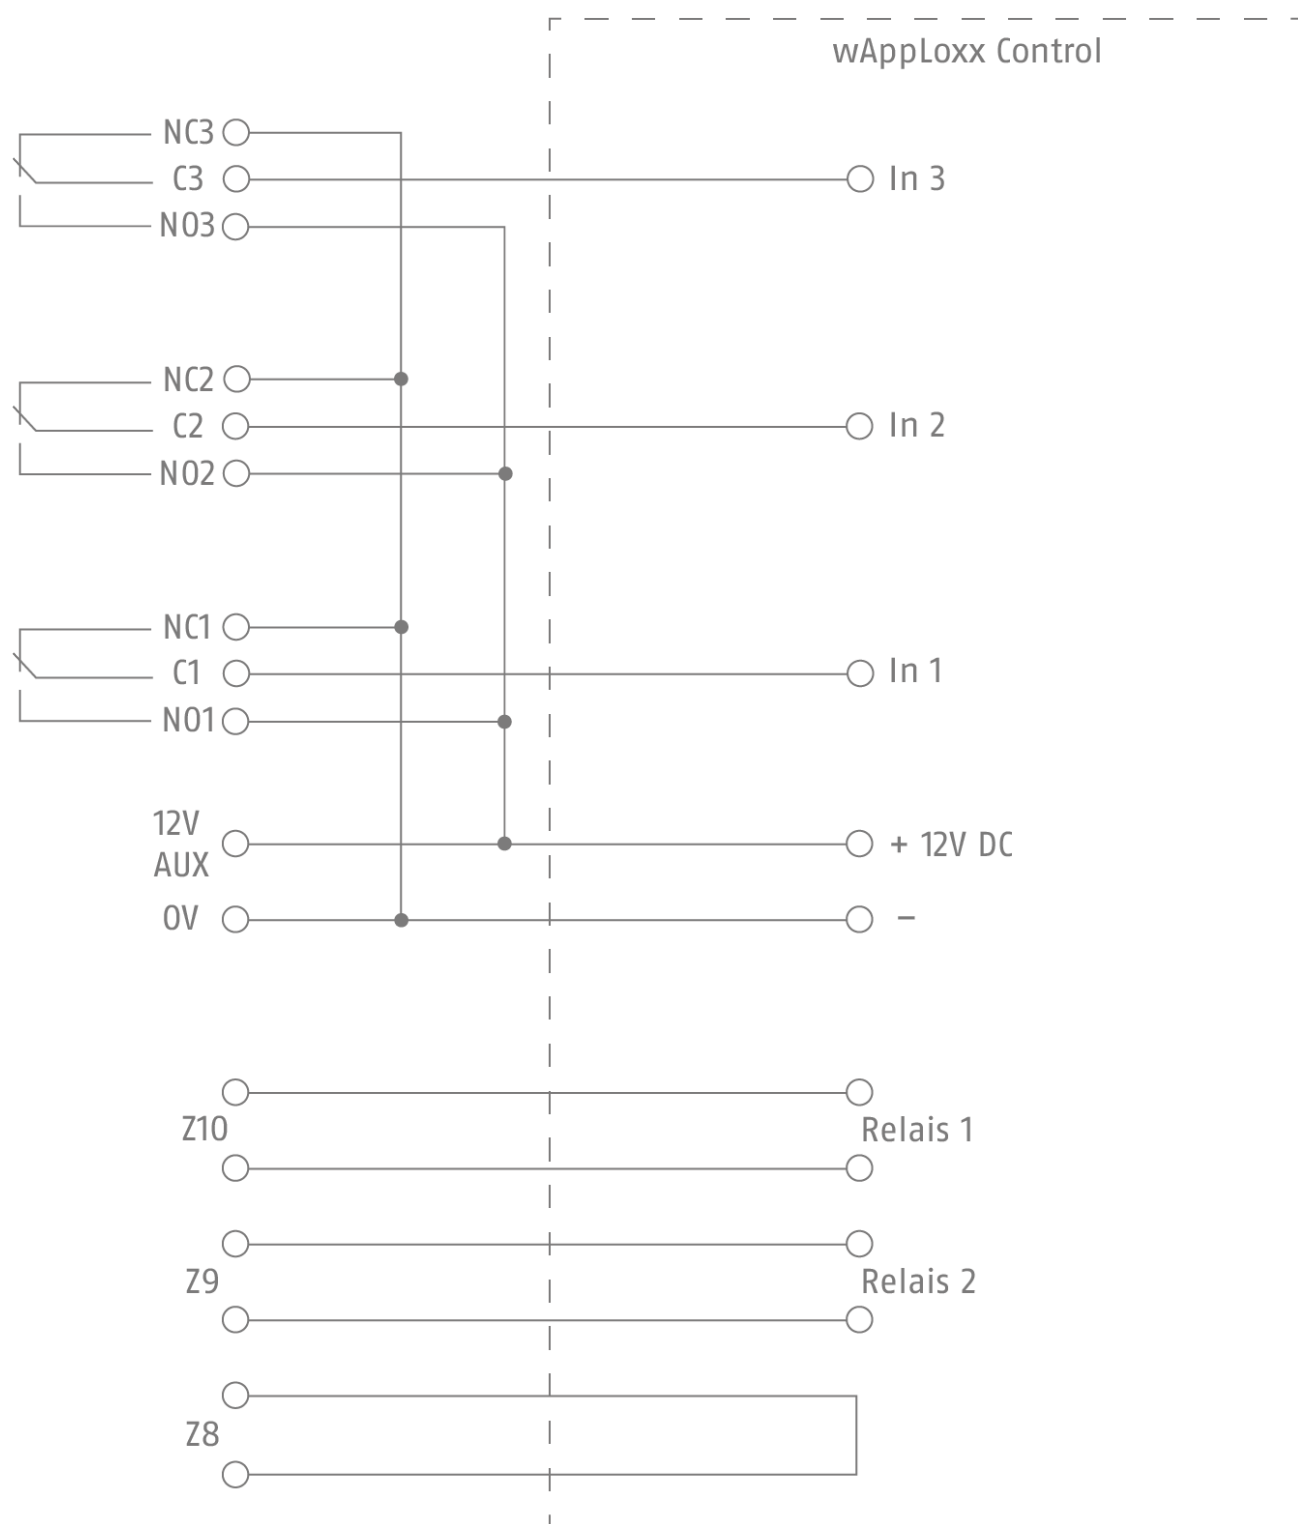 wAppLoxx Control
NC3
C3 In 3
NO3
NC2
C2 In 2
NO2
NC1
C1 In 1
NO1
12V
AUX + 12V DC
0V −
Z10 Relais 1
Z9 Relais 2
Z8